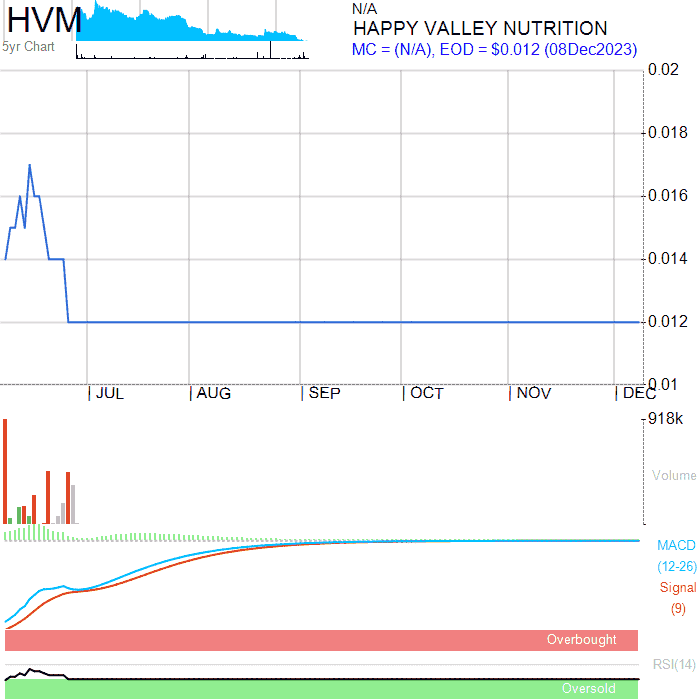 HVM
5yr Chart
N/A
HAPPY VALLEY NUTRITION
MC = (N/A), EOD = $0.012 (08Dec2023)
0.02
0.018
0.016
0.014
0.012
0.01
JUL AUG SEP OCT NOV DEC
918k
Volume
MACD
(12-26)
Signal
(9)
Overbought
RSI(14)
Oversold